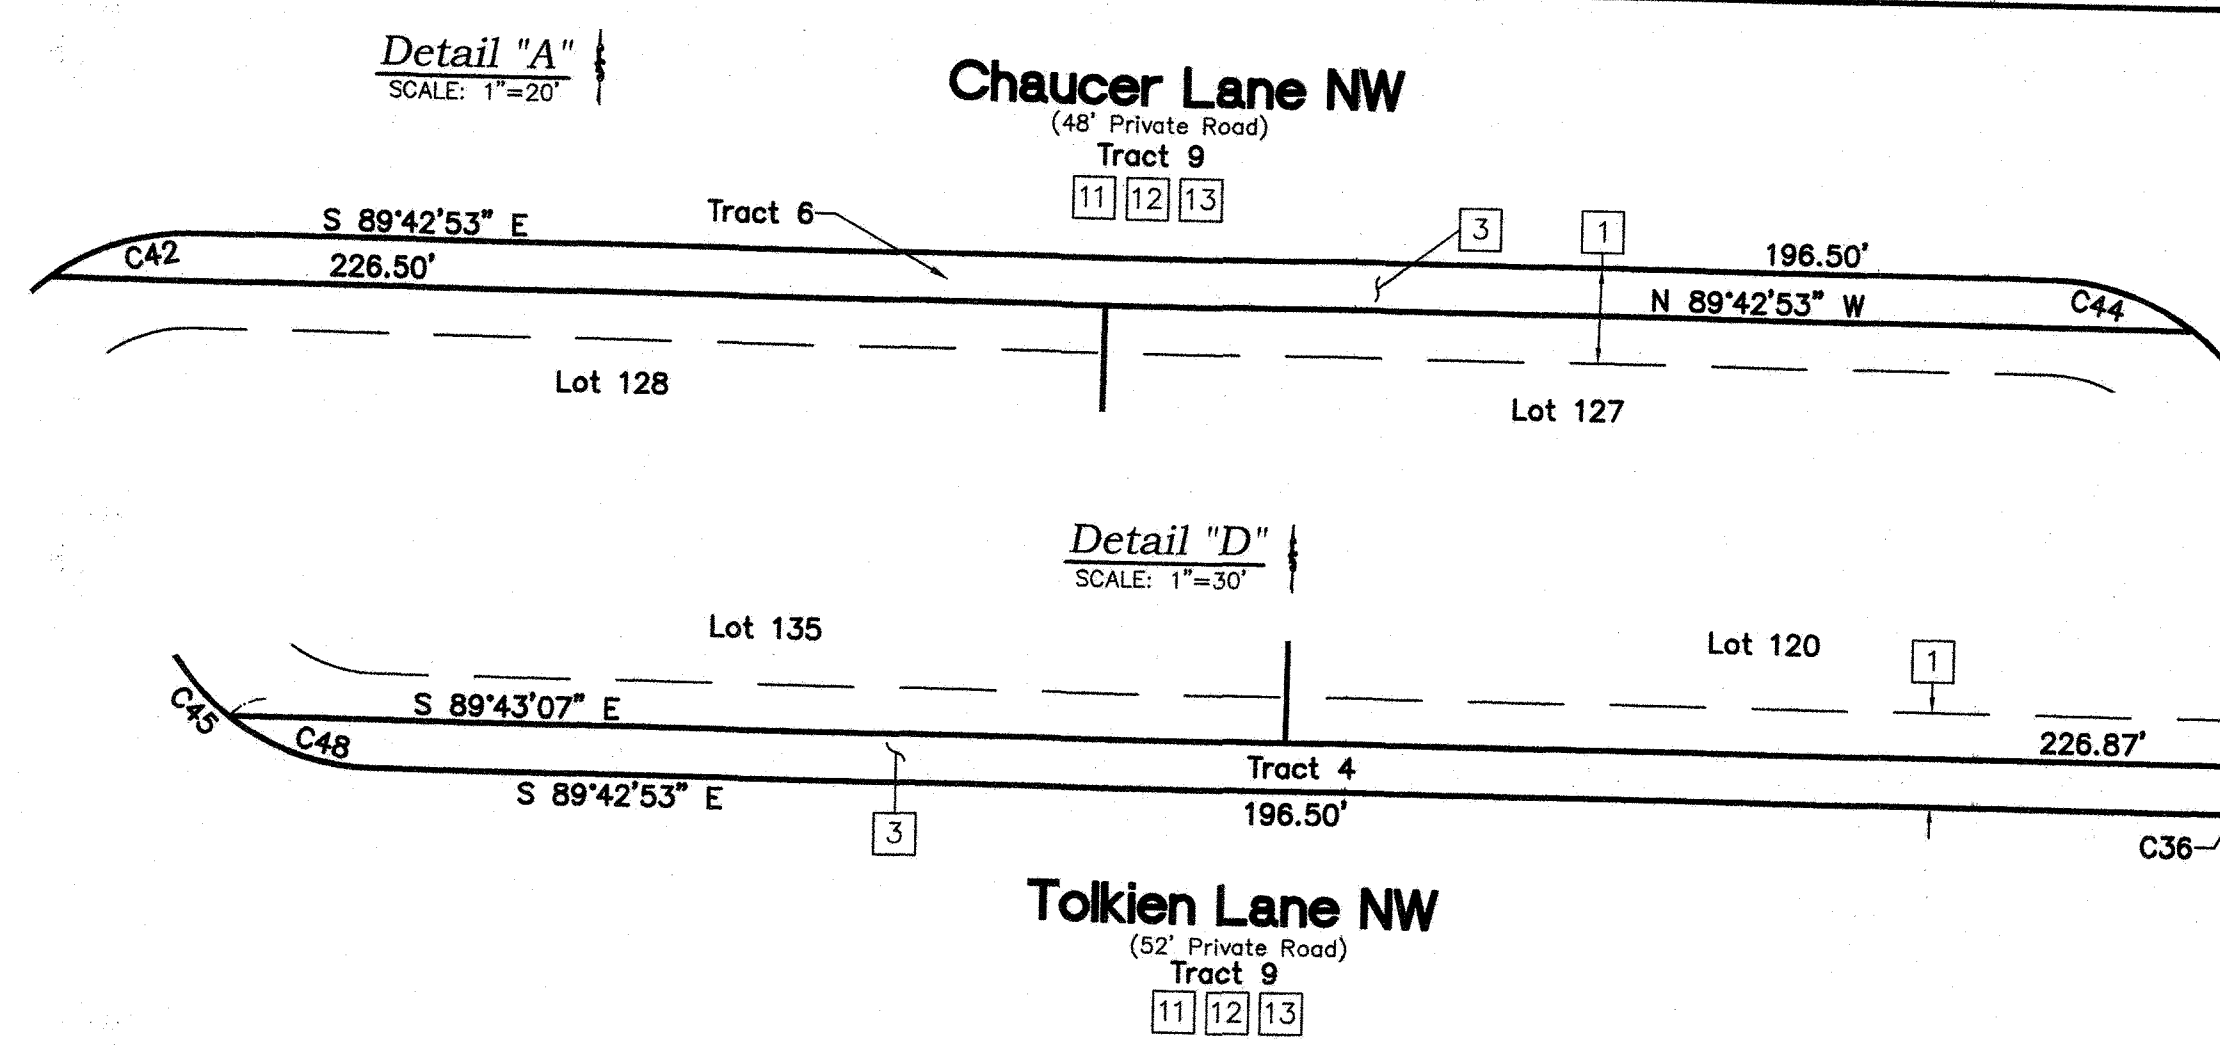 Detail "A"
SCALE: 1"=20'
Chaucer Lane NW
(48' Private Road)
Tract 9
11 12 13
S 89°42'53" E
Tract 6
3
1
196.50'
C42
226.50'
N 89°42'53" W
C44
Lot 128
Lot 127
Detail "D"
SCALE: 1"=30'
Lot 135
Lot 120
1
C45
S 89°43'07" E
C48
226.87'
Tract 4
S 89°42'53" E
196.50'
3
C36
Tolkien Lane NW
(52' Private Road)
Tract 9
11 12 13